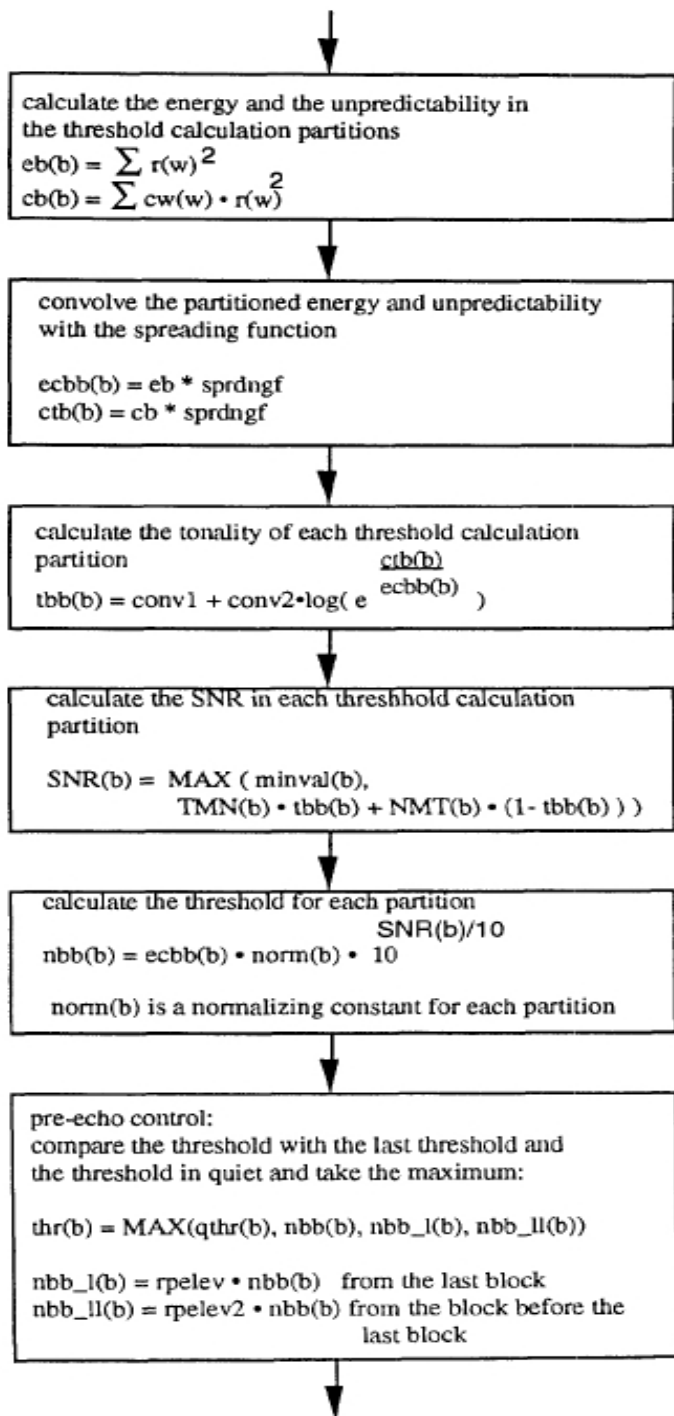 calculate the energy and the unpredictability in
the threshold calculation partitions
eb(b) = ∑ r(w)²
cb(b) = ∑ cw(w) • r(w)²
convolve the partitioned energy and unpredictability
with the spreading function
ecbb(b) = eb * sprdngf
ctb(b) = cb * sprdngf
calculate the tonality of each threshold calculation
partition
tbb(b) = conv1 + conv2•log( e ctb(b)/ecbb(b) )
calculate the SNR in each threshhold calculation
partition
SNR(b) = MAX ( minval(b),
TMN(b) • tbb(b) + NMT(b) • (1- tbb(b) ) )
calculate the threshold for each partition
SNR(b)/10
nbb(b) = ecbb(b) • norm(b) • 10
norm(b) is a normalizing constant for each partition
pre-echo control:
compare the threshold with the last threshold and
the threshold in quiet and take the maximum:
thr(b) = MAX(qthr(b), nbb(b), nbb_l(b), nbb_ll(b))
nbb_l(b) = rpelev • nbb(b) from the last block
nbb_ll(b) = rpelev2 • nbb(b) from the block before the
last block